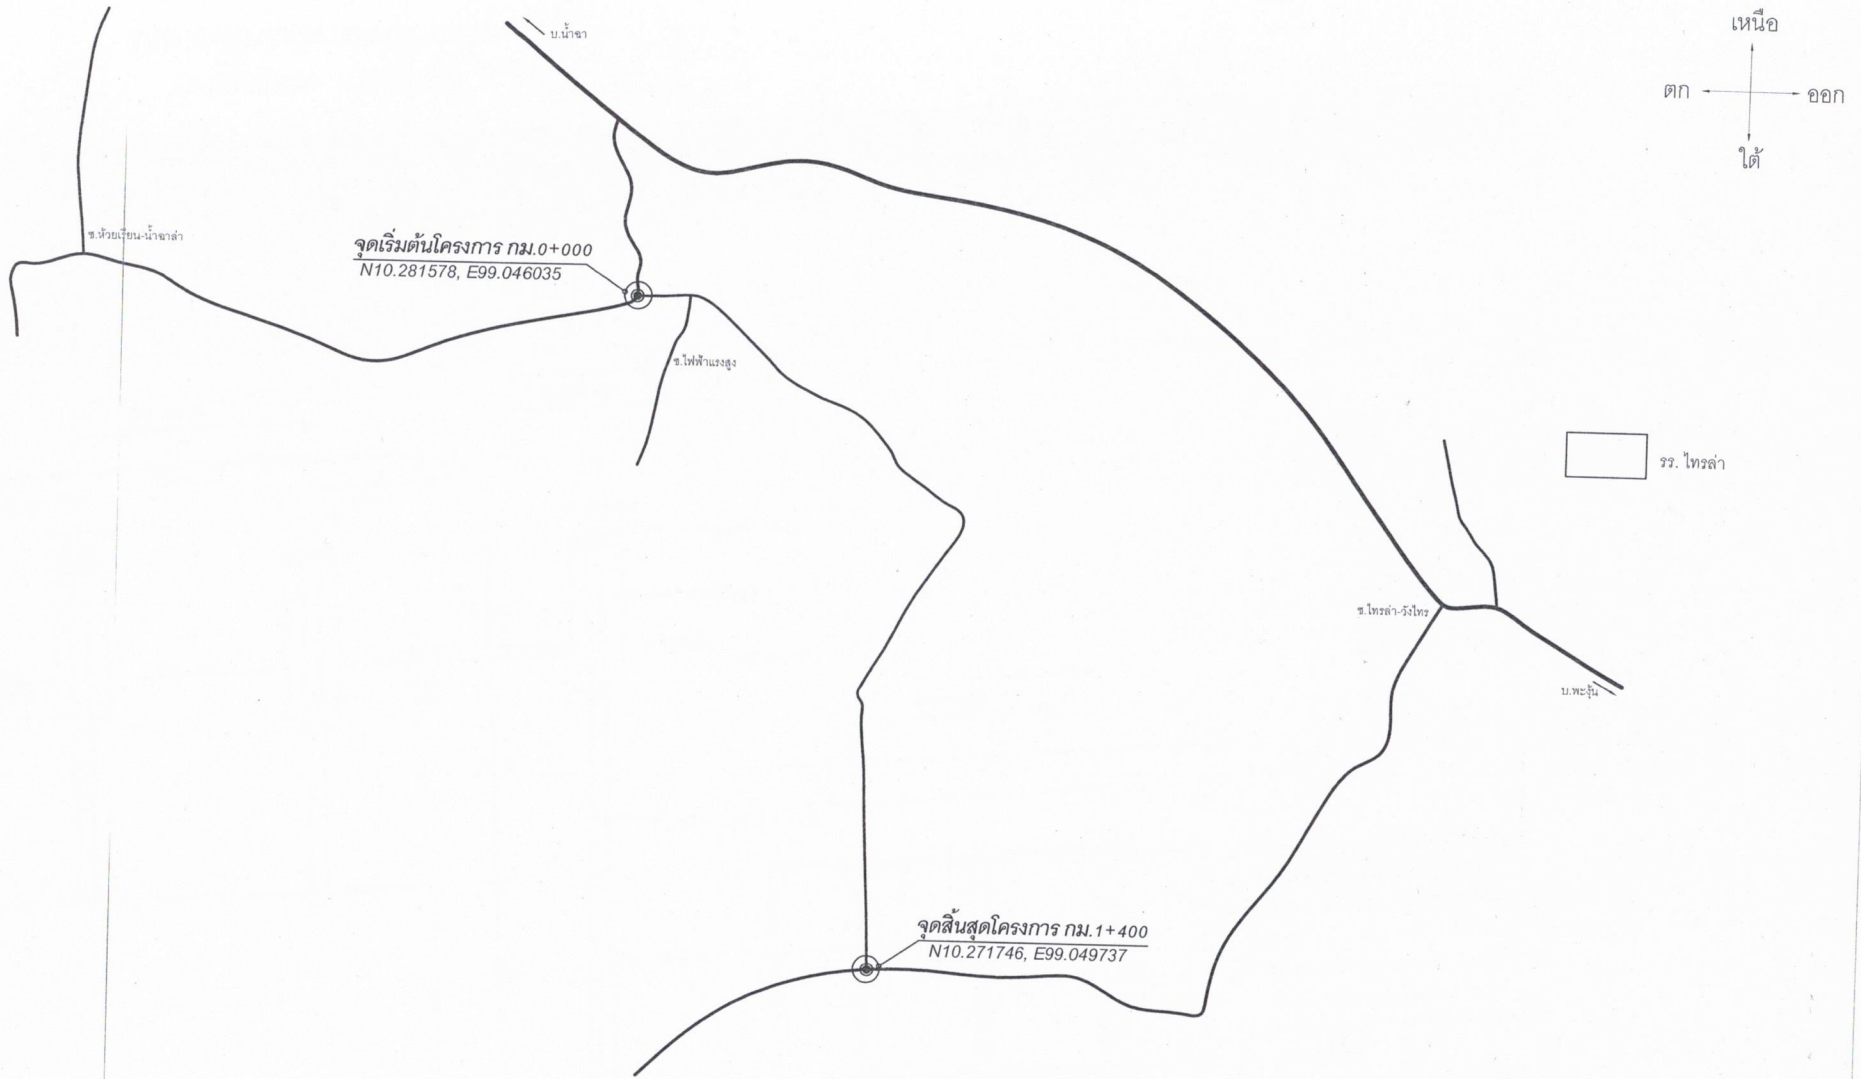 บ.น้ำฉา
เหนือ
ตก
ออก
ใต้
ซ.ห้วยเรียน-น้ำฉาล่า
จุดเริ่มต้นโครงการ กม.0+000
N10.281578, E99.046035
ซ.ไฟฟ้าแรงสูง
รร. ไทรล่า
ซ.ไทรล่า-วังไทร
บ.พะงุ้น
จุดสิ้นสุดโครงการ กม.1+400
N10.271746, E99.049737